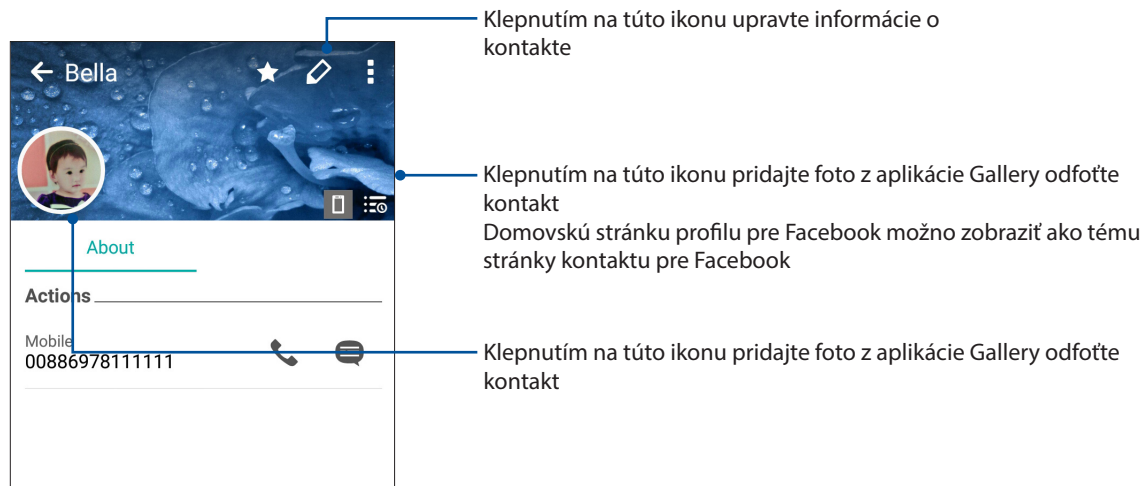 Klepnutím na túto ikonu upravte informácie o
kontakte
Bella
Klepnutím na túto ikonu pridajte foto z aplikácie Gallery odfoťte
kontakt
Domovskú stránku profilu pre Facebook možno zobraziť ako tému
stránky kontaktu pre Facebook
About
Actions
Mobile
00886978111111
Klepnutím na túto ikonu pridajte foto z aplikácie Gallery odfoťte
kontakt